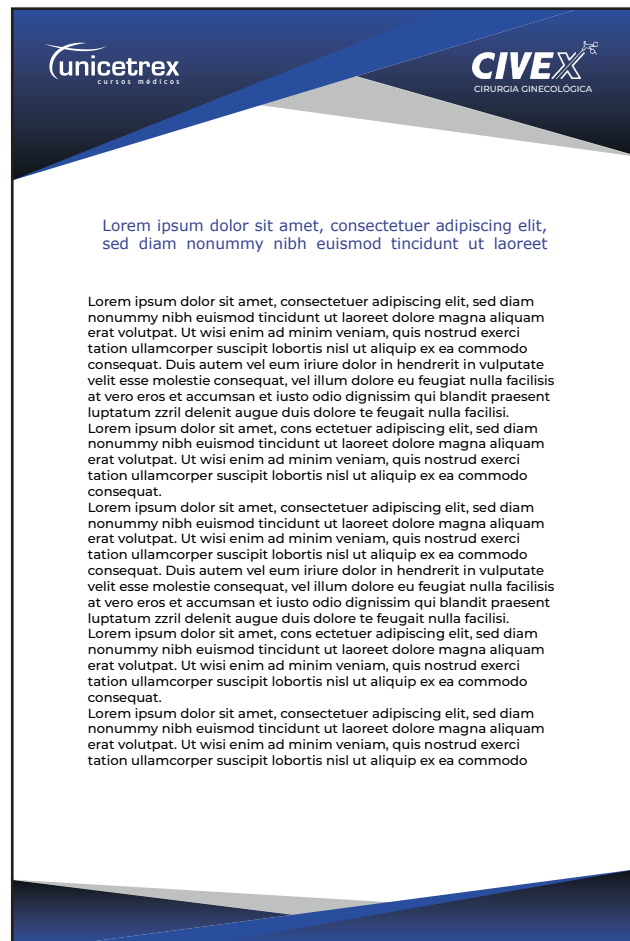 unicetrex
cursos médicos
CIVEX
CIRURGIA GINECOLÓGICA
Lorem ipsum dolor sit amet, consectetuer adipiscing elit,
sed diam nonummy nibh euismod tincidunt ut laoreet
Lorem ipsum dolor sit amet, consectetuer adipiscing elit, sed diam
nonummy nibh euismod tincidunt ut laoreet dolore magna aliquam
erat volutpat. Ut wisi enim ad minim veniam, quis nostrud exerci
tation ullamcorper suscipit lobortis nisl ut aliquip ex ea commodo
consequat. Duis autem vel eum iriure dolor in hendrerit in vulputate
velit esse molestie consequat, vel illum dolore eu feugiat nulla facilisis
at vero eros et accumsan et iusto odio dignissim qui blandit praesent
luptatum zzril delenit augue duis dolore te feugait nulla facilisi.
Lorem ipsum dolor sit amet, cons ectetuer adipiscing elit, sed diam
nonummy nibh euismod tincidunt ut laoreet dolore magna aliquam
erat volutpat. Ut wisi enim ad minim veniam, quis nostrud exerci
tation ullamcorper suscipit lobortis nisl ut aliquip ex ea commodo
consequat.
Lorem ipsum dolor sit amet, consectetuer adipiscing elit, sed diam
nonummy nibh euismod tincidunt ut laoreet dolore magna aliquam
erat volutpat. Ut wisi enim ad minim veniam, quis nostrud exerci
tation ullamcorper suscipit lobortis nisl ut aliquip ex ea commodo
consequat. Duis autem vel eum iriure dolor in hendrerit in vulputate
velit esse molestie consequat, vel illum dolore eu feugiat nulla facilisis
at vero eros et accumsan et iusto odio dignissim qui blandit praesent
luptatum zzril delenit augue duis dolore te feugait nulla facilisi.
Lorem ipsum dolor sit amet, cons ectetuer adipiscing elit, sed diam
nonummy nibh euismod tincidunt ut laoreet dolore magna aliquam
erat volutpat. Ut wisi enim ad minim veniam, quis nostrud exerci
tation ullamcorper suscipit lobortis nisl ut aliquip ex ea commodo
consequat.
Lorem ipsum dolor sit amet, consectetuer adipiscing elit, sed diam
nonummy nibh euismod tincidunt ut laoreet dolore magna aliquam
erat volutpat. Ut wisi enim ad minim veniam, quis nostrud exerci
tation ullamcorper suscipit lobortis nisl ut aliquip ex ea commodo